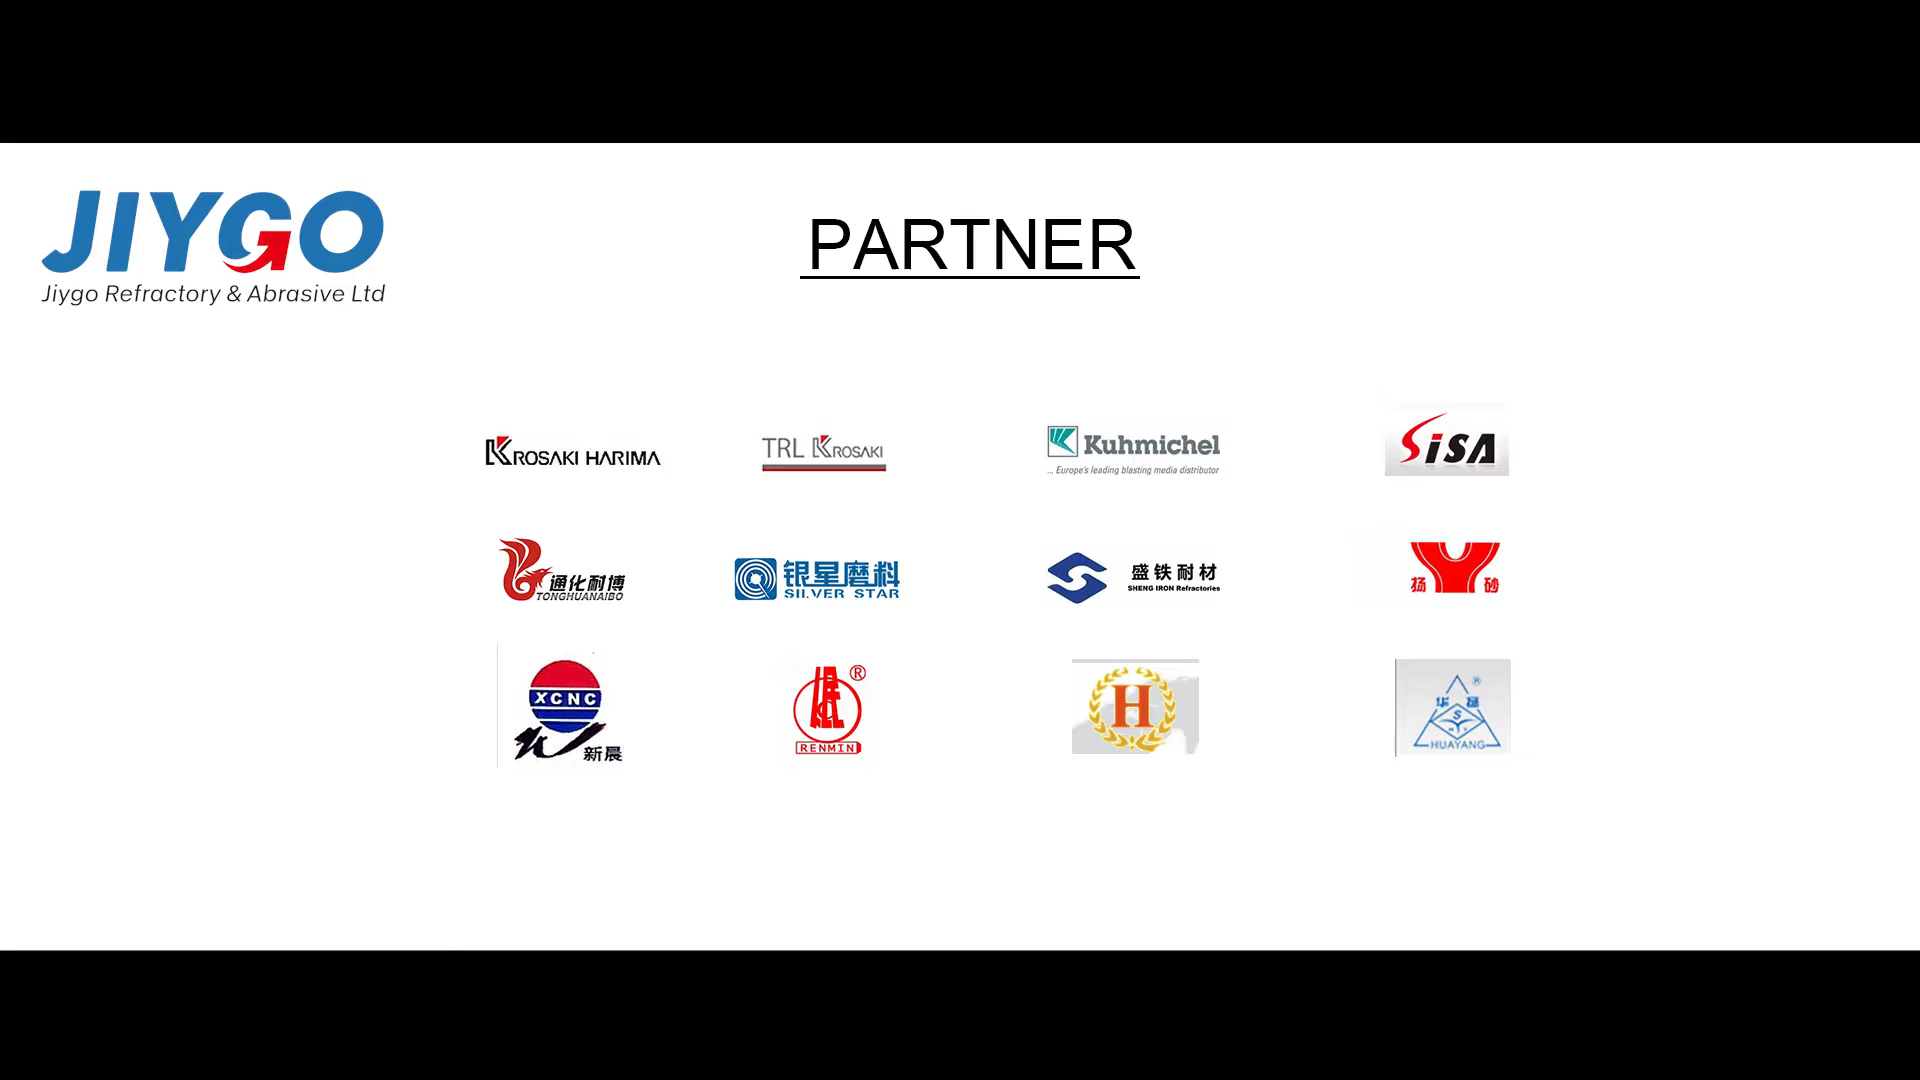 JIYGO
Jiygo Refractory & Abrasive Ltd
PARTNER
KROSAKI HARIMA
TRL KROSAKI
Kuhmichel
... Europe's leading blasting media distributor
SiSA
通化耐博
TONGHUANAIBO
银星磨料
SILVER STAR
盛铁耐材
SHENG IRON Refractories
扬 砂
XCNC
新晨
®
RENMIN
H
®
华 扬
S
HUAYANG